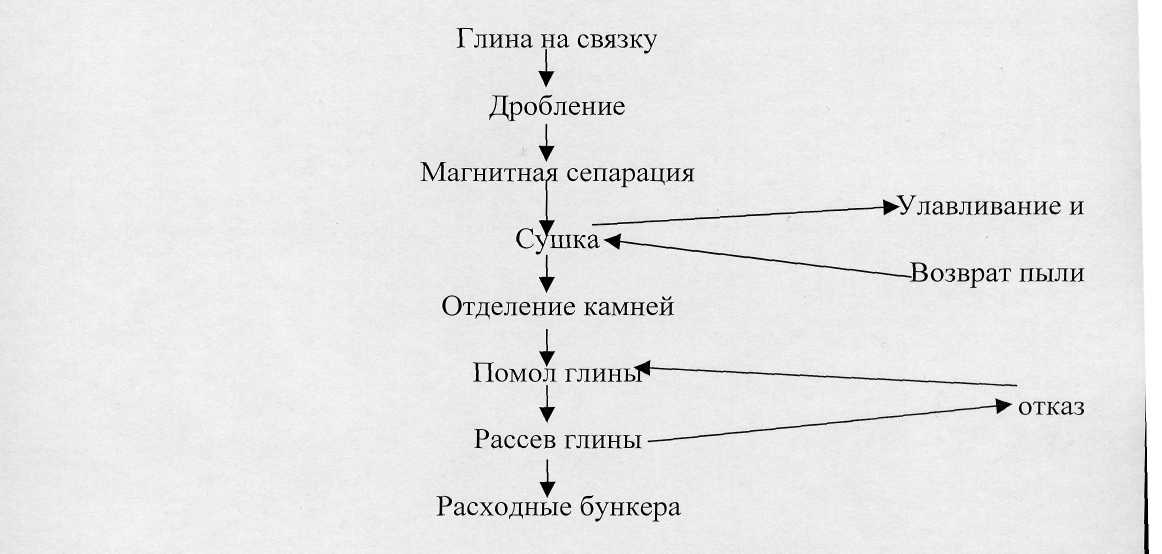 Глина на связку
Дробление
Магнитная сепарация
Улавливание и
Сушка
Возврат пыли
Отделение камней
Помол глины
отказ
Рассев глины
Расходные бункера